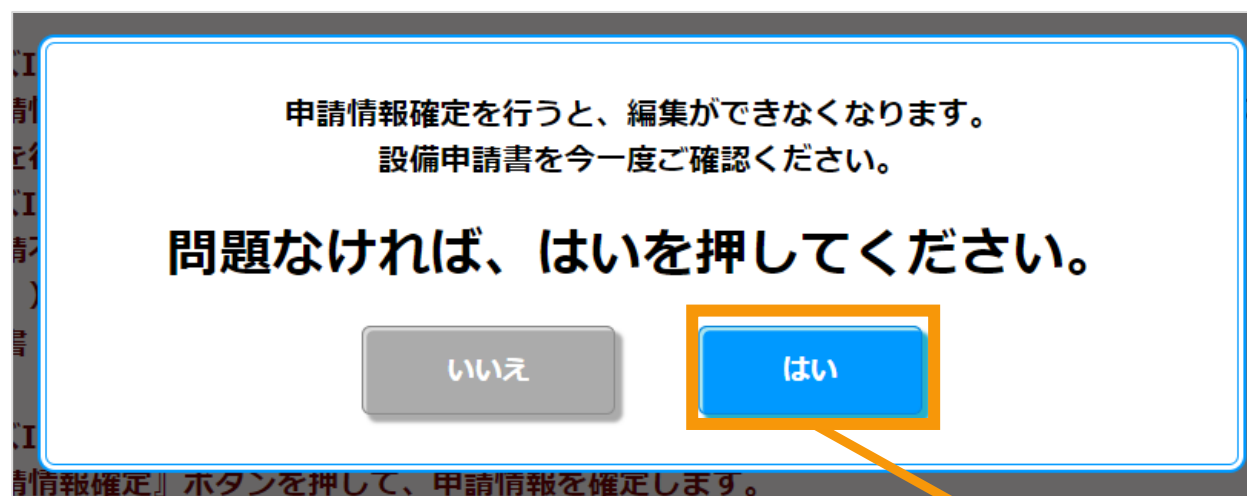 申請情報確定を行うと、編集ができなくなります。
設備申請書を今一度ご確認ください。
問題なければ、はいを押してください。
いいえ
はい
情報確定』ボタンを押して、申請情報を確定します。